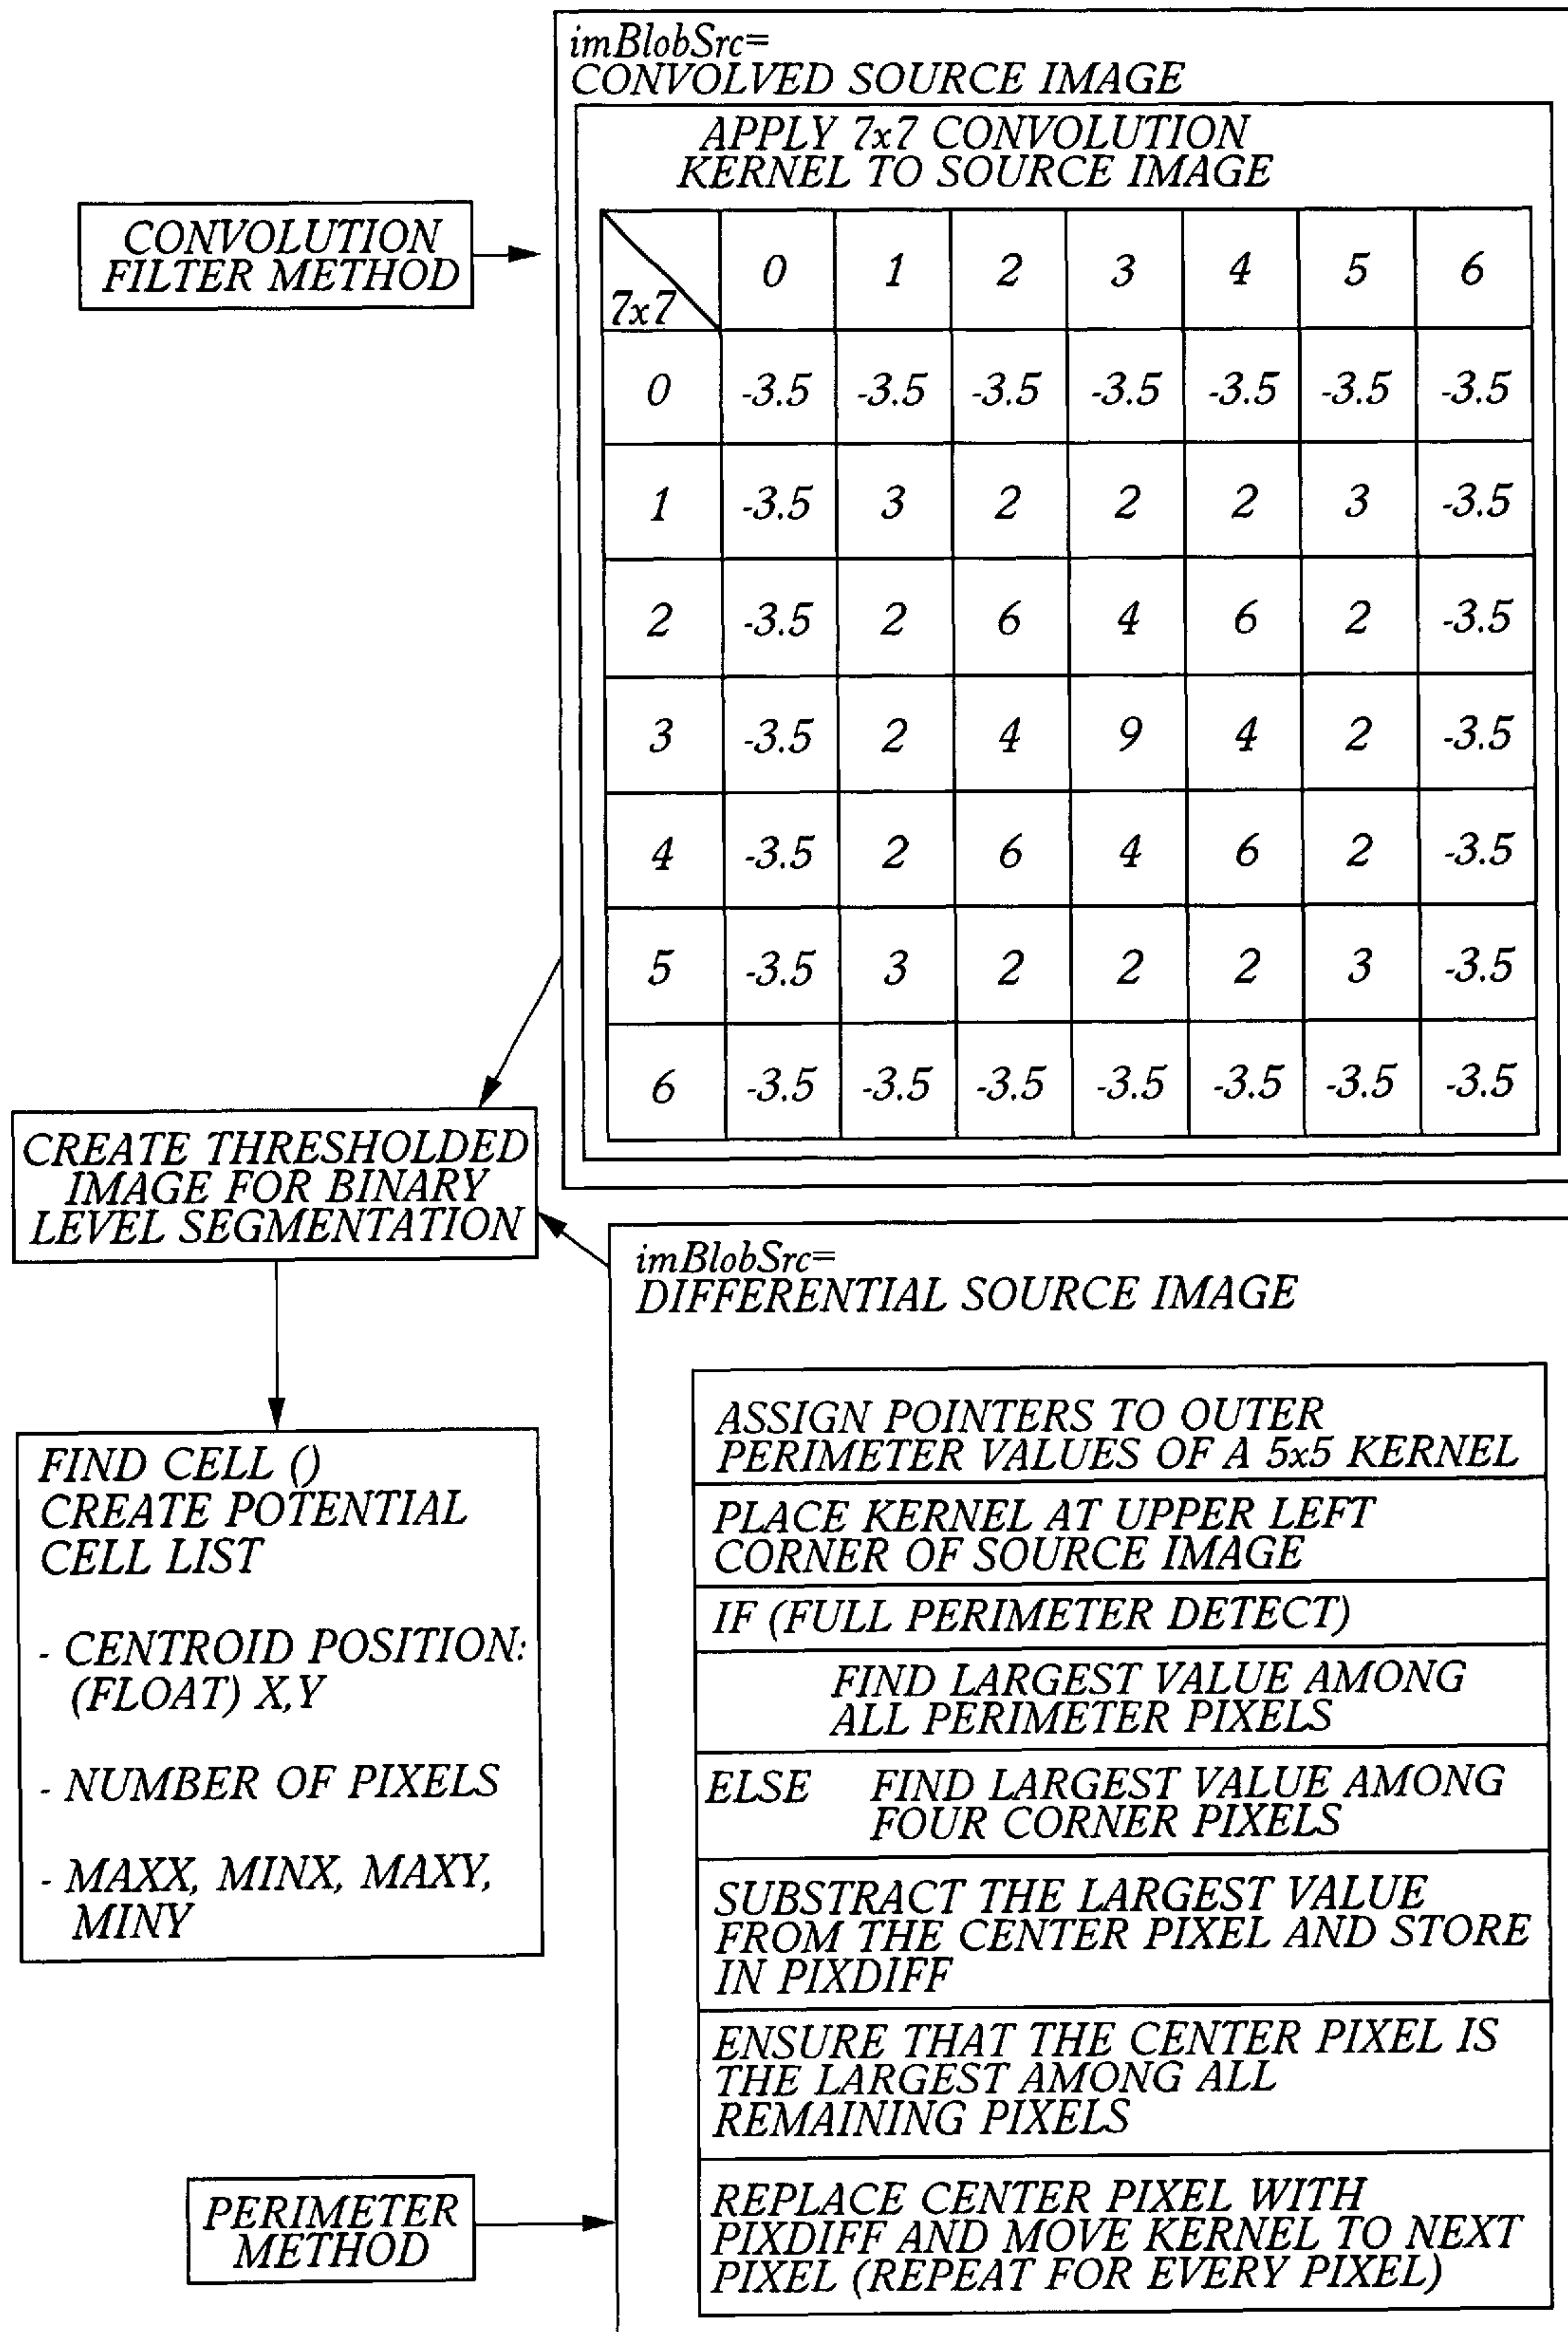 imBlobSrc=
CONVOLVED SOURCE IMAGE
APPLY 7x7 CONVOLUTION
KERNEL TO SOURCE IMAGE
CONVOLUTION
FILTER METHOD
7x7 0 1 2 3 4 5 6
0 -3.5 -3.5 -3.5 -3.5 -3.5 -3.5 -3.5
1 -3.5 3 2 2 2 3 -3.5
2 -3.5 2 6 4 6 2 -3.5
3 -3.5 2 4 9 4 2 -3.5
4 -3.5 2 6 4 6 2 -3.5
5 -3.5 3 2 2 2 3 -3.5
6 -3.5 -3.5 -3.5 -3.5 -3.5 -3.5 -3.5
CREATE THRESHOLDED
IMAGE FOR BINARY
LEVEL SEGMENTATION
FIND CELL ()
CREATE POTENTIAL
CELL LIST
- CENTROID POSITION:
(FLOAT) X,Y
- NUMBER OF PIXELS
- MAXX, MINX, MAXY,
MINY
imBlobSrc=
DIFFERENTIAL SOURCE IMAGE
ASSIGN POINTERS TO OUTER
PERIMETER VALUES OF A 5x5 KERNEL
PLACE KERNEL AT UPPER LEFT
CORNER OF SOURCE IMAGE
IF (FULL PERIMETER DETECT)
FIND LARGEST VALUE AMONG
ALL PERIMETER PIXELS
ELSE FIND LARGEST VALUE AMONG
FOUR CORNER PIXELS
SUBSTRACT THE LARGEST VALUE
FROM THE CENTER PIXEL AND STORE
IN PIXDIFF
ENSURE THAT THE CENTER PIXEL IS
THE LARGEST AMONG ALL
REMAINING PIXELS
REPLACE CENTER PIXEL WITH
PIXDIFF AND MOVE KERNEL TO NEXT
PIXEL (REPEAT FOR EVERY PIXEL)
PERIMETER
METHOD